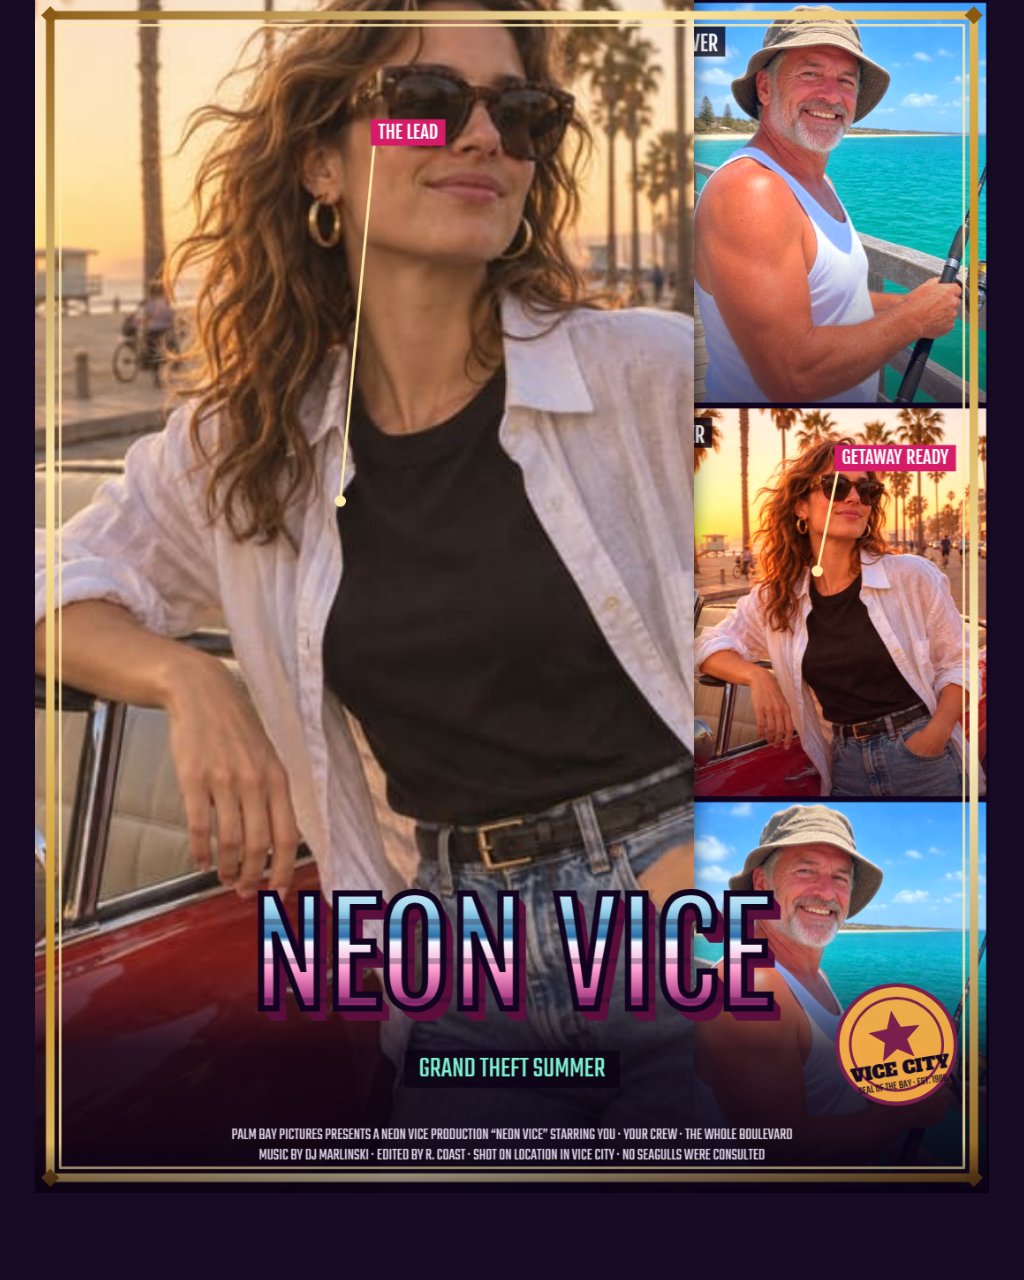 THE LEAD
GETAWAY READY
NEON VICE
GRAND THEFT SUMMER
VICE CITY
PALM BAY PICTURES PRESENTS A NEON VICE PRODUCTION “NEON VICE” STARRING YOU · YOUR CREW · THE WHOLE BOULEVARD
MUSIC BY DJ MARLINSKI · EDITED BY R. COAST · SHOT ON LOCATION IN VICE CITY · NO SEAGULLS WERE CONSULTED